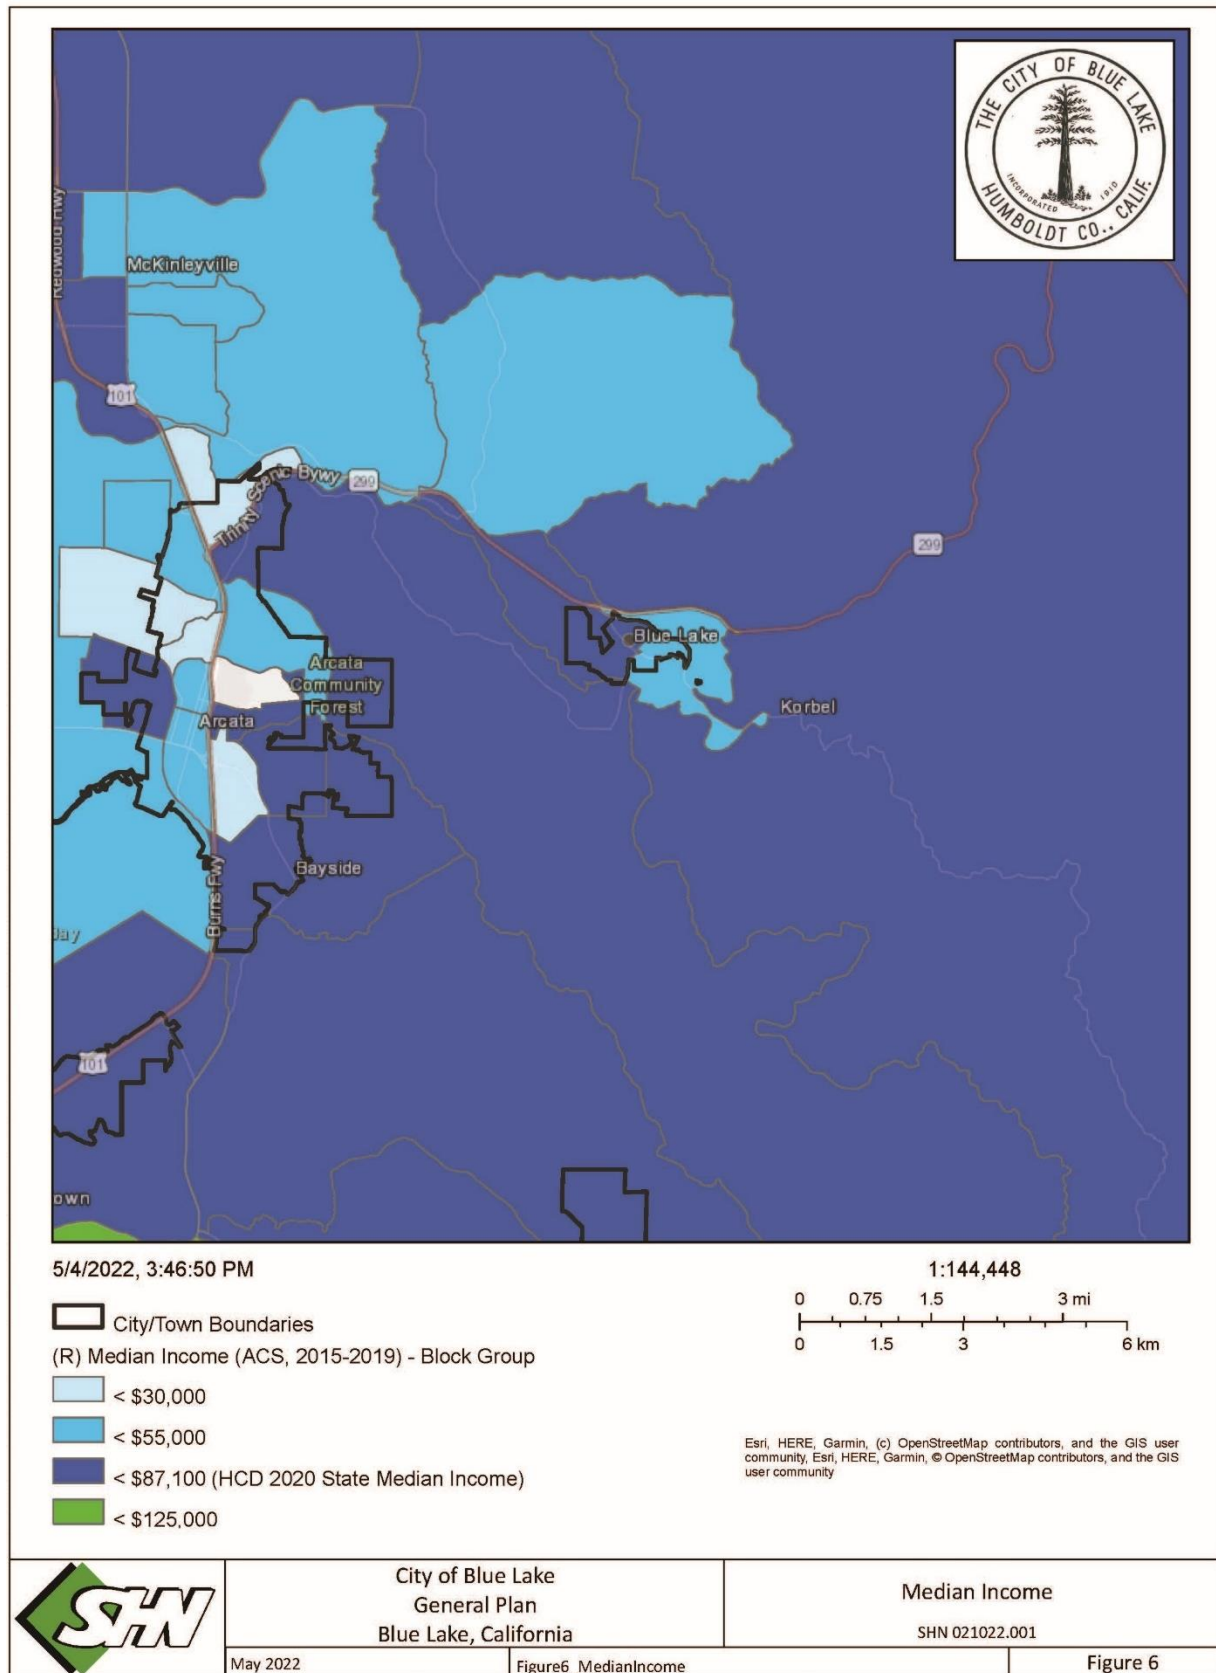 THE CITY OF BLUE LAKE
INCORPORATED 1910
HUMBOLDT CO., CALIF.
Redwood Hwy
McKinleyville
101
Trinity Scenic Bywy
299
299
Blue Lake
Arcata
Community
Forest
Korbel
Arcata
Bayside
Burns Fwy
Bay
101
own
5/4/2022, 3:46:50 PM
1:144,448
0 0.75 1.5 3 mi
0 1.5 3 6 km
City/Town Boundaries
(R) Median Income (ACS, 2015-2019) - Block Group
< $30,000
< $55,000
< $87,100 (HCD 2020 State Median Income)
< $125,000
Esri, HERE, Garmin, (c) OpenStreetMap contributors, and the GIS user
community, Esri, HERE, Garmin, © OpenStreetMap contributors, and the GIS
user community
SHN
City of Blue Lake
General Plan
Blue Lake, California
Median Income
SHN 021022.001
May 2022
Figure6_MedianIncome
Figure 6